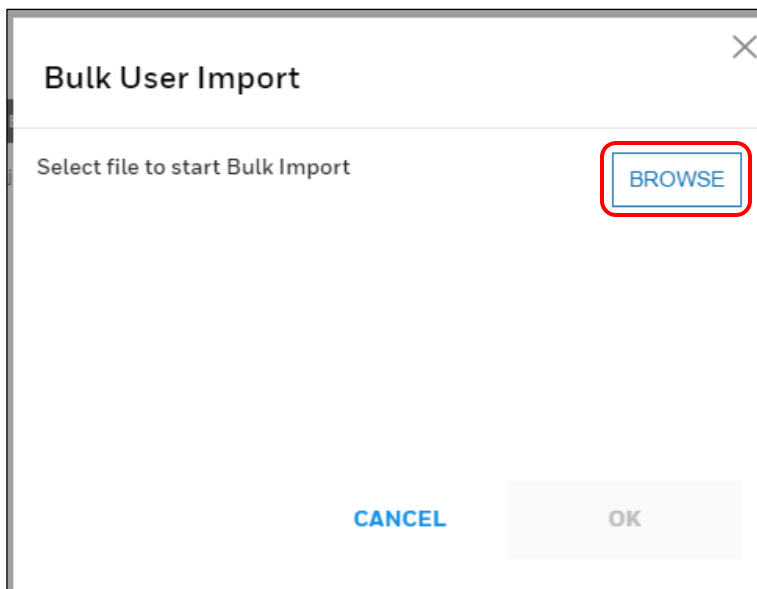 Bulk User Import
Select file to start Bulk Import
BROWSE
CANCEL
OK